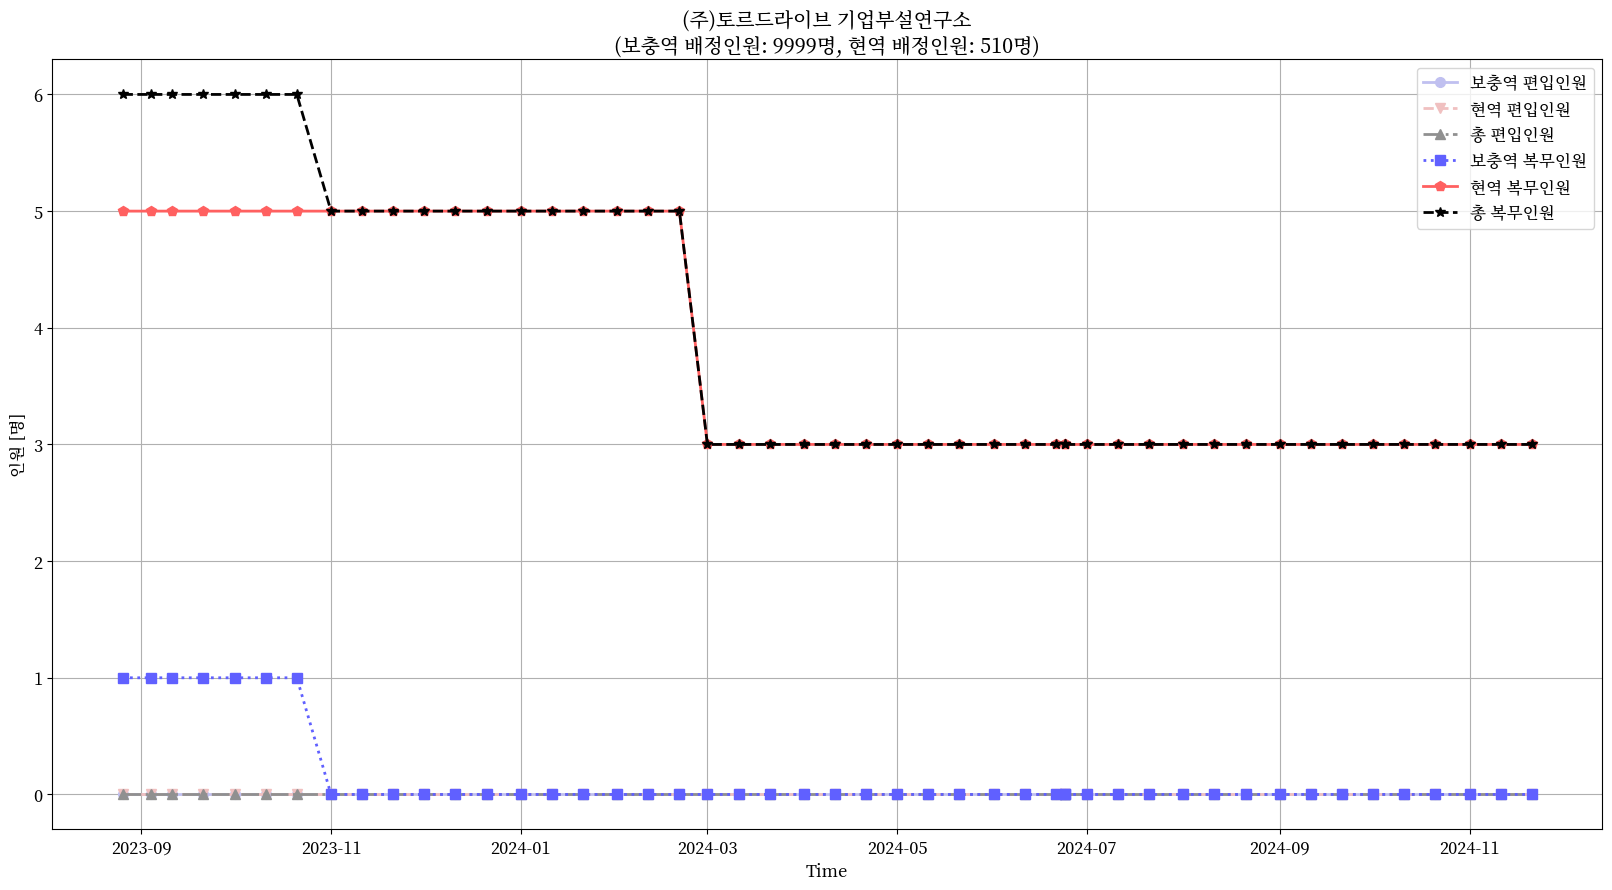 (주)토르드라이브 기업부설연구소
(보충역 배정인원: 9999명, 현역 배정인원: 510명)
보충역 편입인원
현역 편입인원
총 편입인원
보충역 복무인원
현역 복무인원
총 복무인원
인원 [명]
6
5
4
3
2
1
0
2023-09
2023-11
2024-01
2024-03
2024-05
2024-07
2024-09
2024-11
Time